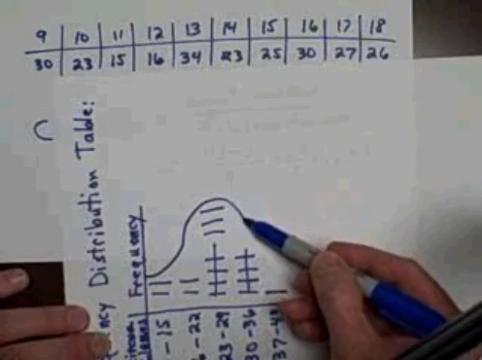 9 10 11 12 13 14 15 16 17 18
30 23 15 16 34 23 25 30 27 26
C
ncy Distribution Table:
Frequency
- 15
- 22
23 - 29
30 - 36
37 - 4